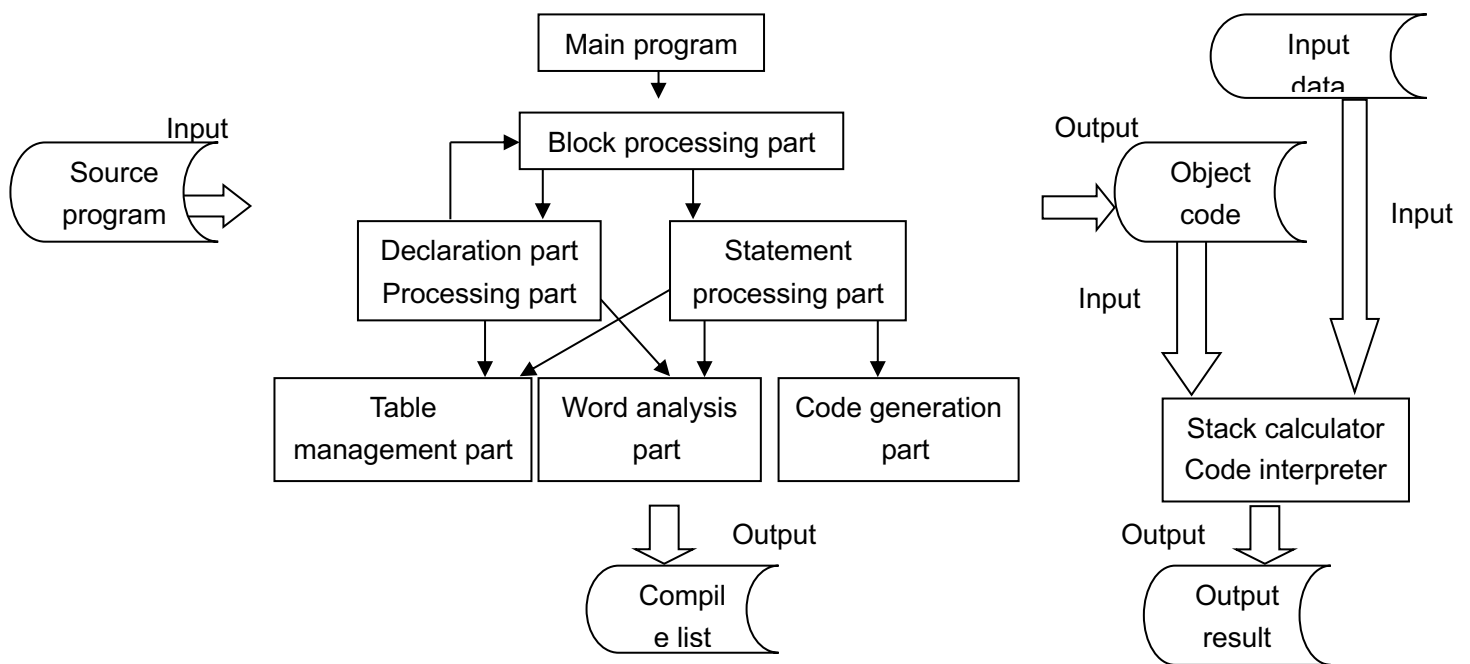 Main program
Input
data
Input
Block processing part
Output
Source
program
Object
code
Input
Declaration part
Processing part
Statement
processing part
Input
Table
management part
Word analysis
part
Code generation
part
Stack calculator
Code interpreter
Output
Output
Compil
e list
Output
result